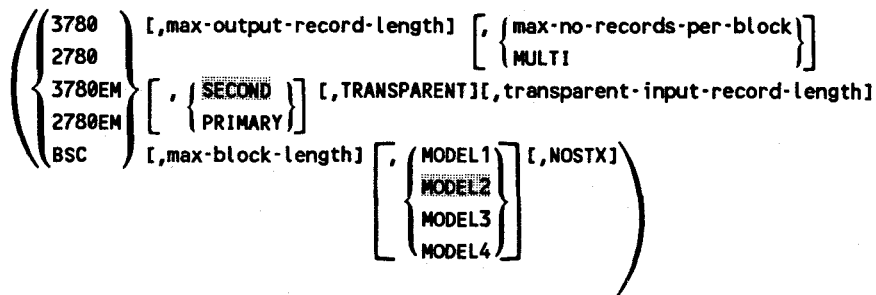 3780 [,max-output-record-length] [, {max-no-records-per-block
2780 MULTI}]
3780EM [, {SECOND [,TRANSPARENT][,transparent-input-record-length]
2780EM PRIMARY}]
BSC [,max-block-length] [, {MODEL1 [,NOSTX]
MODEL2
MODEL3
MODEL4}]